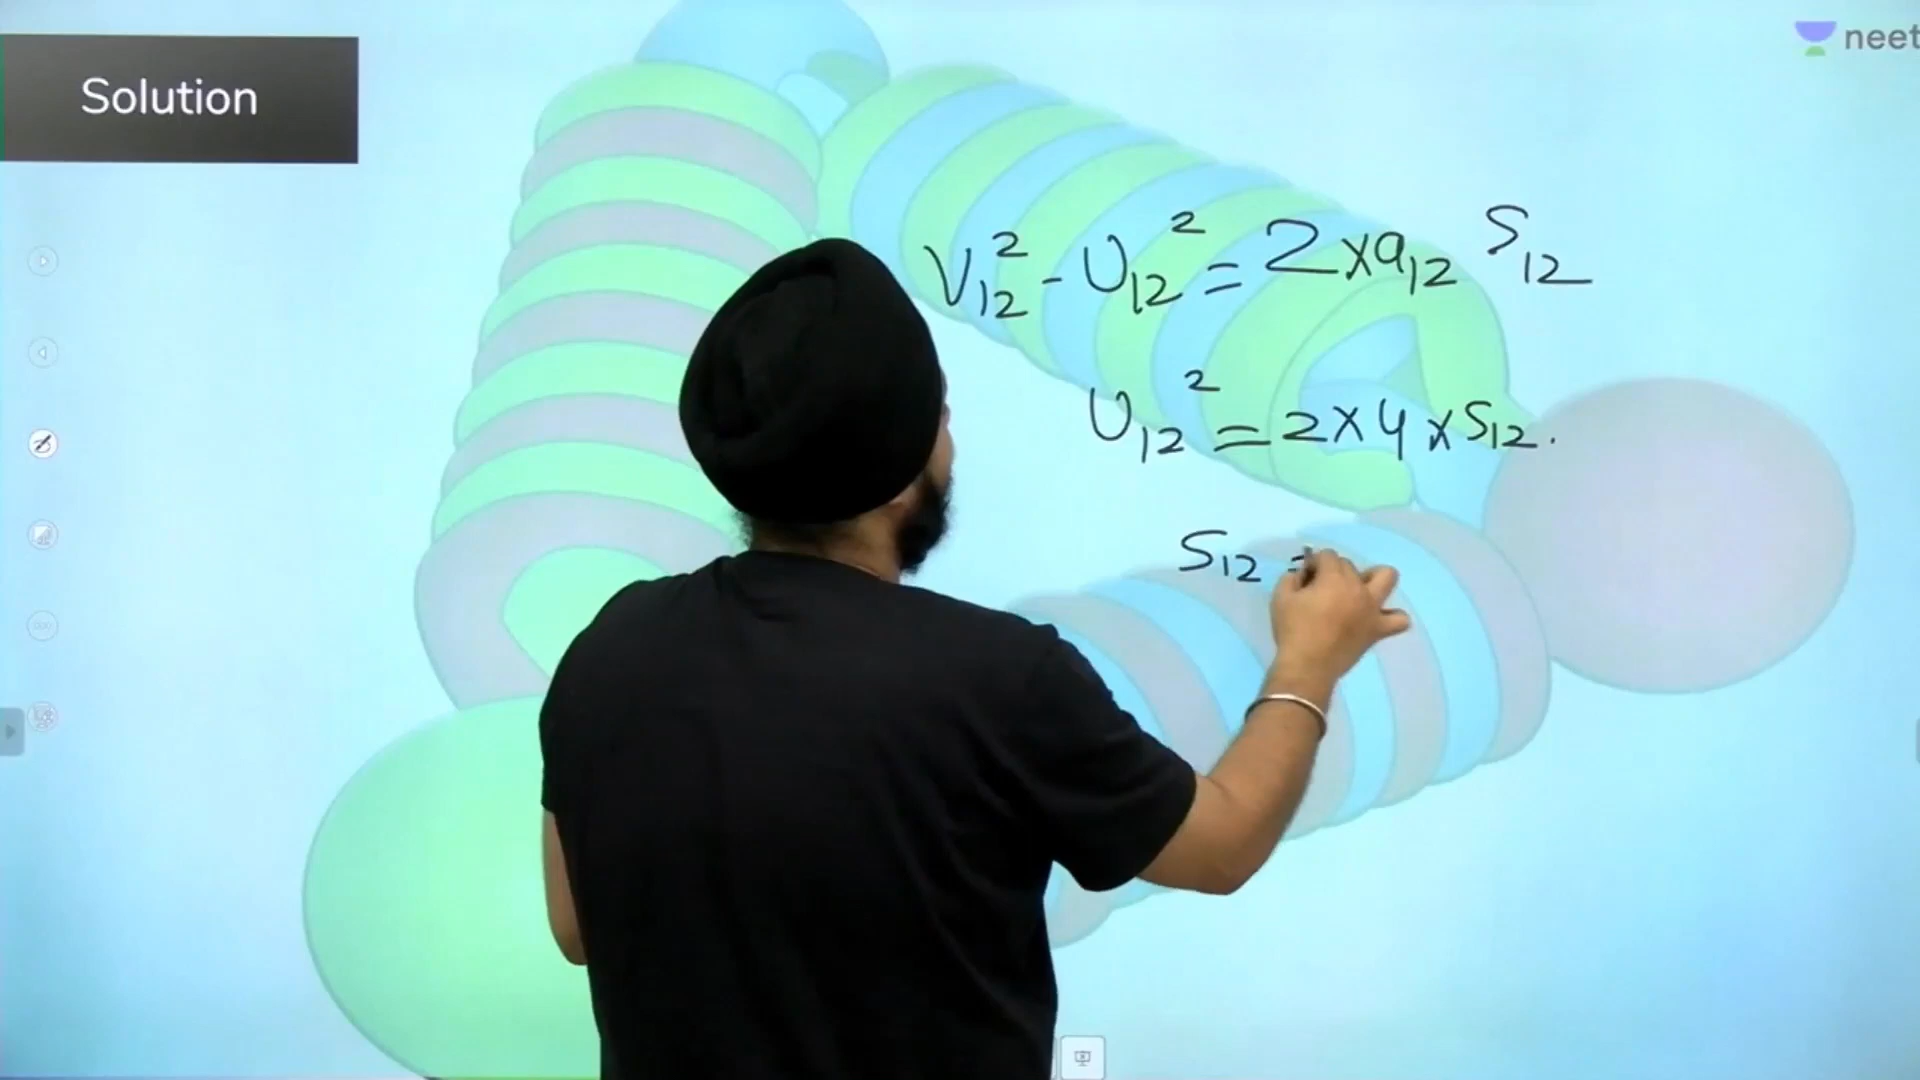 Solution
neet
V₁₂² - U₁₂² = 2×a₁₂ S₁₂
U₁₂² = 2×4×S₁₂.
S₁₂ =